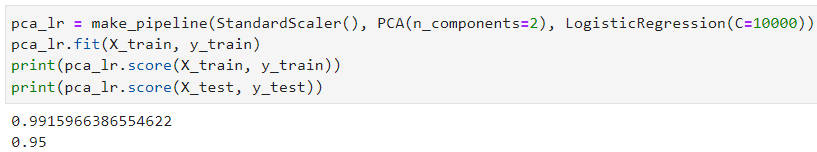 pca_lr = make_pipeline(StandardScaler(), PCA(n_components=2), LogisticRegression(C=10000))
pca_lr.fit(X_train, y_train)
print(pca_lr.score(X_train, y_train))
print(pca_lr.score(X_test, y_test))
0.9915966386554622
0.95